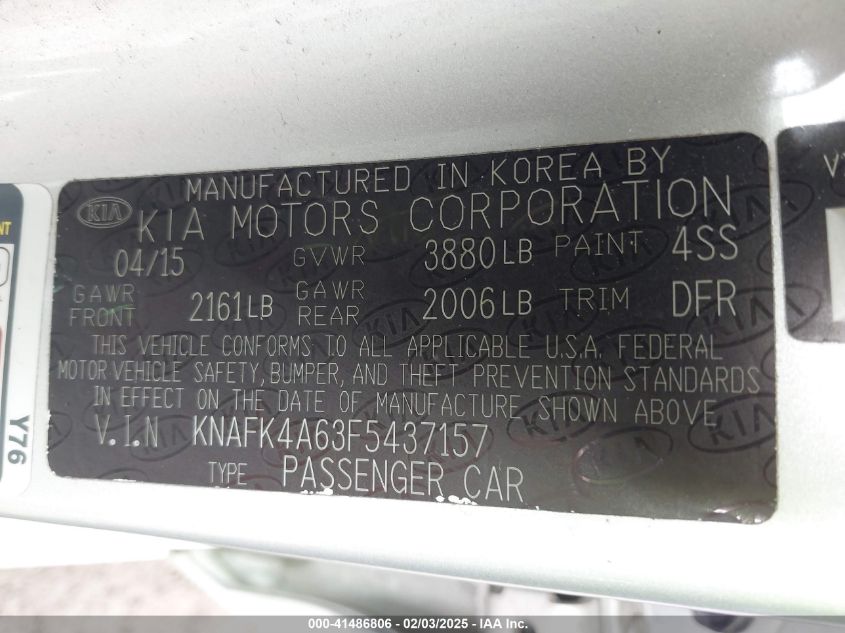 MANUFACTURED IN KOREA BY
KIA KIA MOTORS CORPORATION
04/15 GVWR 3880LB PAINT 4SS
GAWR FRONT 2161LB GAWR REAR 2006LB TRIM DFR
THIS VEHICLE CONFORMS TO ALL APPLICABLE U.S.A. FEDERAL
MOTOR VEHICLE SAFETY, BUMPER, AND THEFT PREVENTION STANDARDS
IN EFFECT ON THE DATE OF MANUFACTURE SHOWN ABOVE
V.I.N KNAFK4A63F5437157
TYPE PASSENGER CAR
Y76
000-41486806 - 02/03/2025 - IAA Inc.